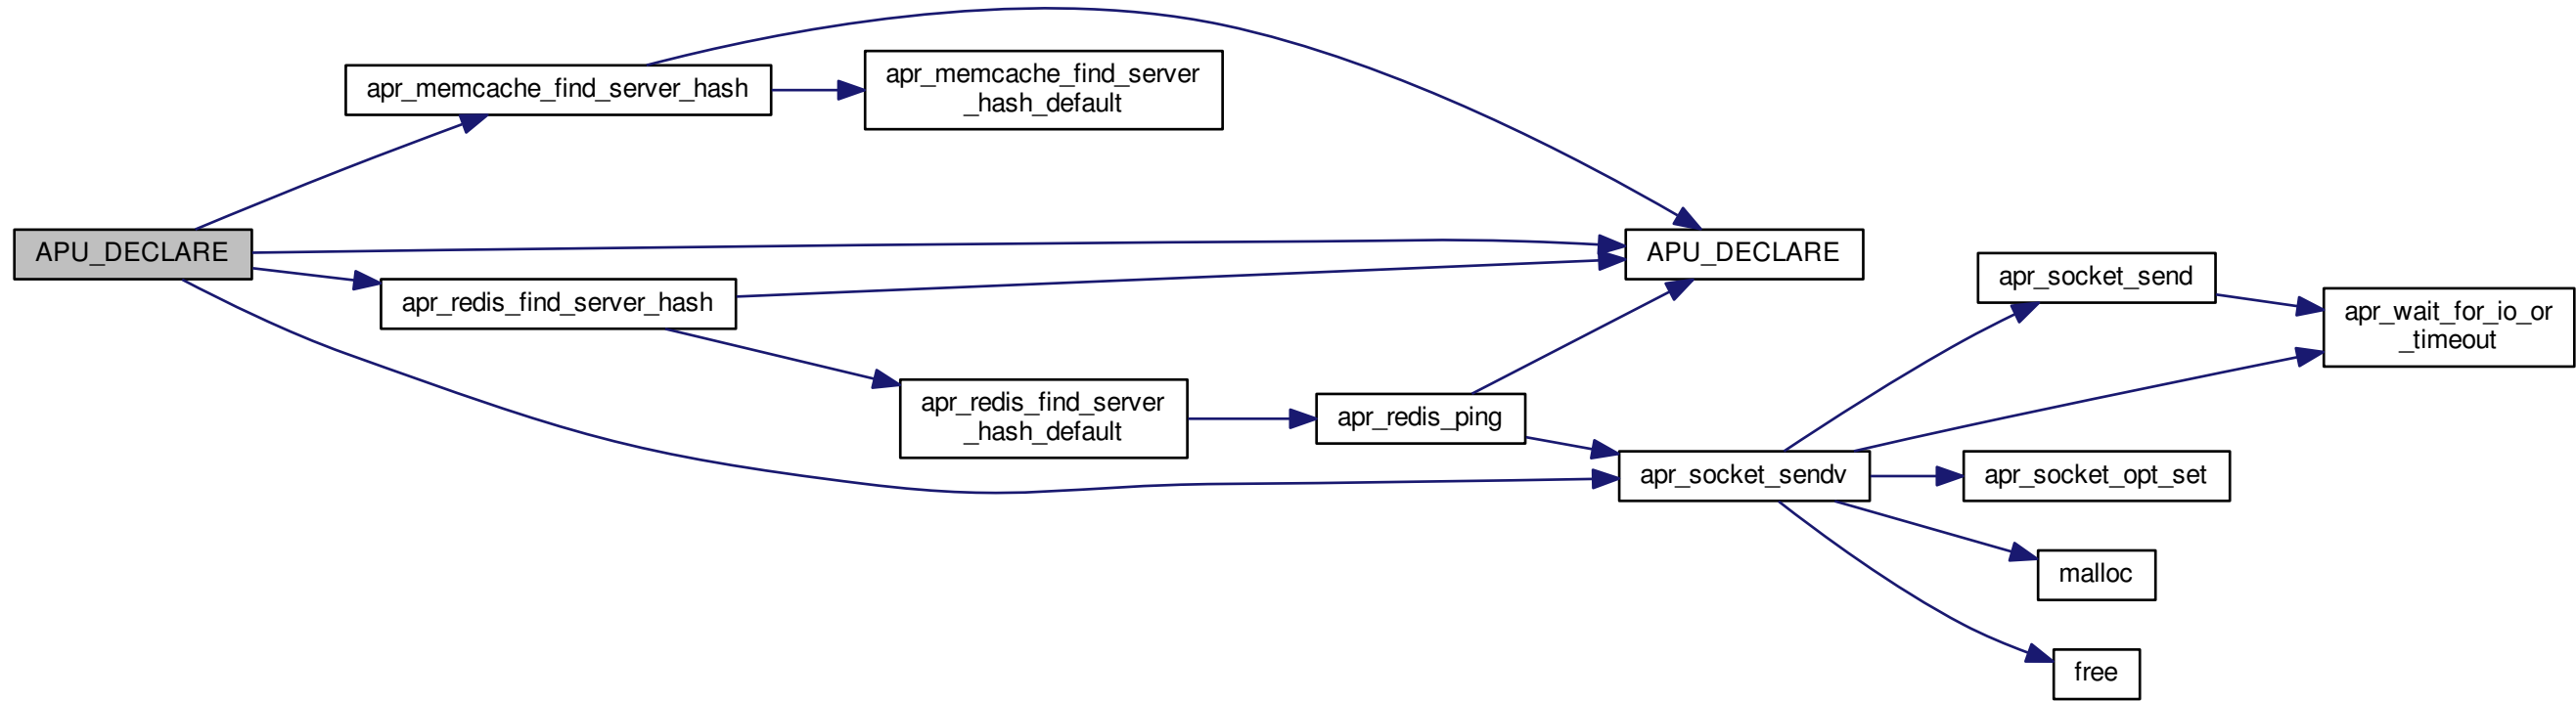 APU_DECLARE
apr_memcache_find_server_hash
apr_memcache_find_server
_hash_default
APU_DECLARE
apr_redis_find_server_hash
apr_redis_find_server
_hash_default
apr_redis_ping
apr_socket_sendv
apr_socket_send
apr_wait_for_io_or
_timeout
apr_socket_opt_set
malloc
free